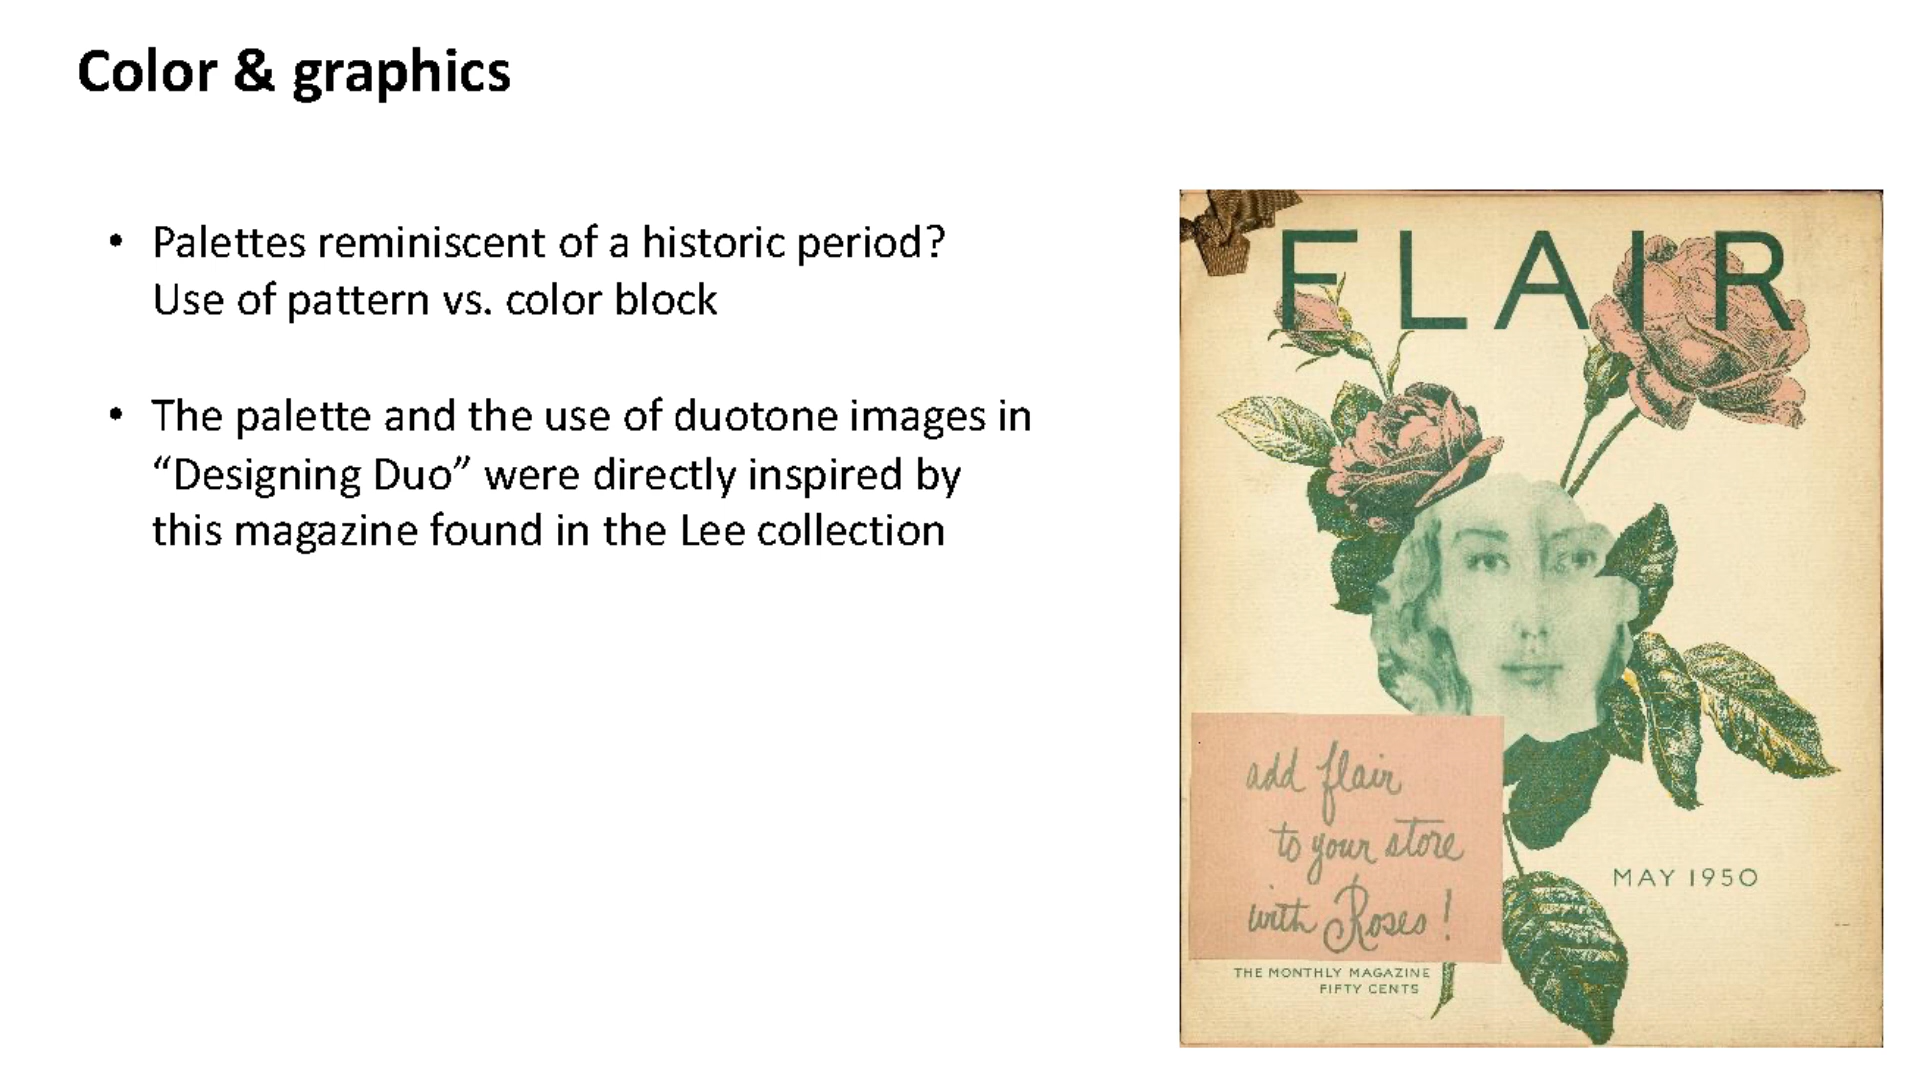 Color & graphics
• Palettes reminiscent of a historic period?
Use of pattern vs. color block
• The palette and the use of duotone images in
“Designing Duo” were directly inspired by
this magazine found in the Lee collection
FLAIR
add flair
to your store
with Roses!
MAY 1950
THE MONTHLY MAGAZINE
FIFTY CENTS